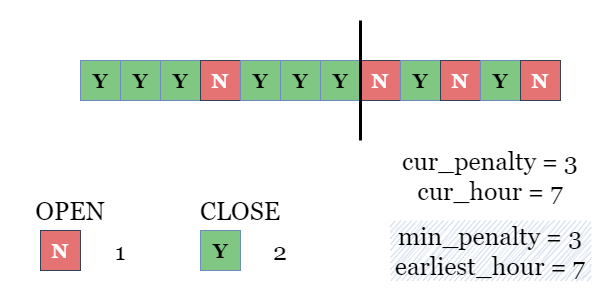 Y Y Y N Y Y Y N Y N Y N
cur_penalty = 3
cur_hour = 7
OPEN CLOSE
N 1 Y 2
min_penalty = 3
earliest_hour = 7